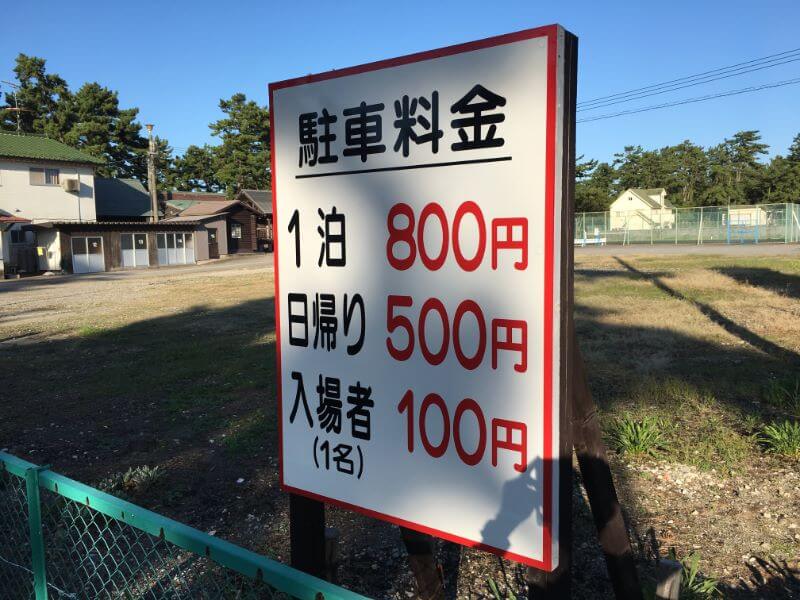 駐車料金
1泊 800円
日帰り 500円
入場者 100円
(1名)